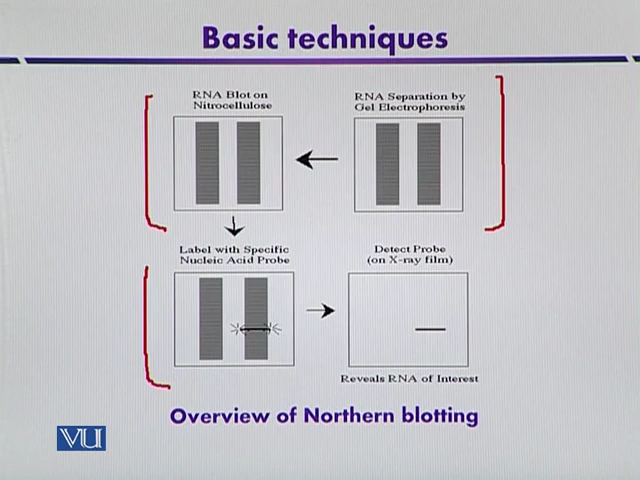 Basic techniques
RNA Blot on
Nitrocellulose
RNA Separation by
Gel Electrophoresis
Label with Specific
Nucleic Acid Probe
Detect Probe
(on X-ray film)
Reveals RNA of Interest
Overview of Northern blotting
VU